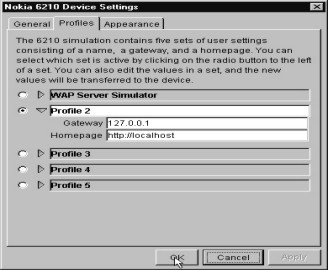 Nokia 6210 Device Settings
General Profiles Appearance
The 6210 simulation contains five sets of user settings
consisting of a name, a gateway, and a homepage. You can
select which set is active by clicking on the radio button to the left
of a set. You can also edit the values in a set, and the new
values will be transferred to the device.
WAP Server Simulator
Profile 2
Gateway 127.0.0.1
Homepage http://localhost
Profile 3
Profile 4
Profile 5
OK Cancel Apply